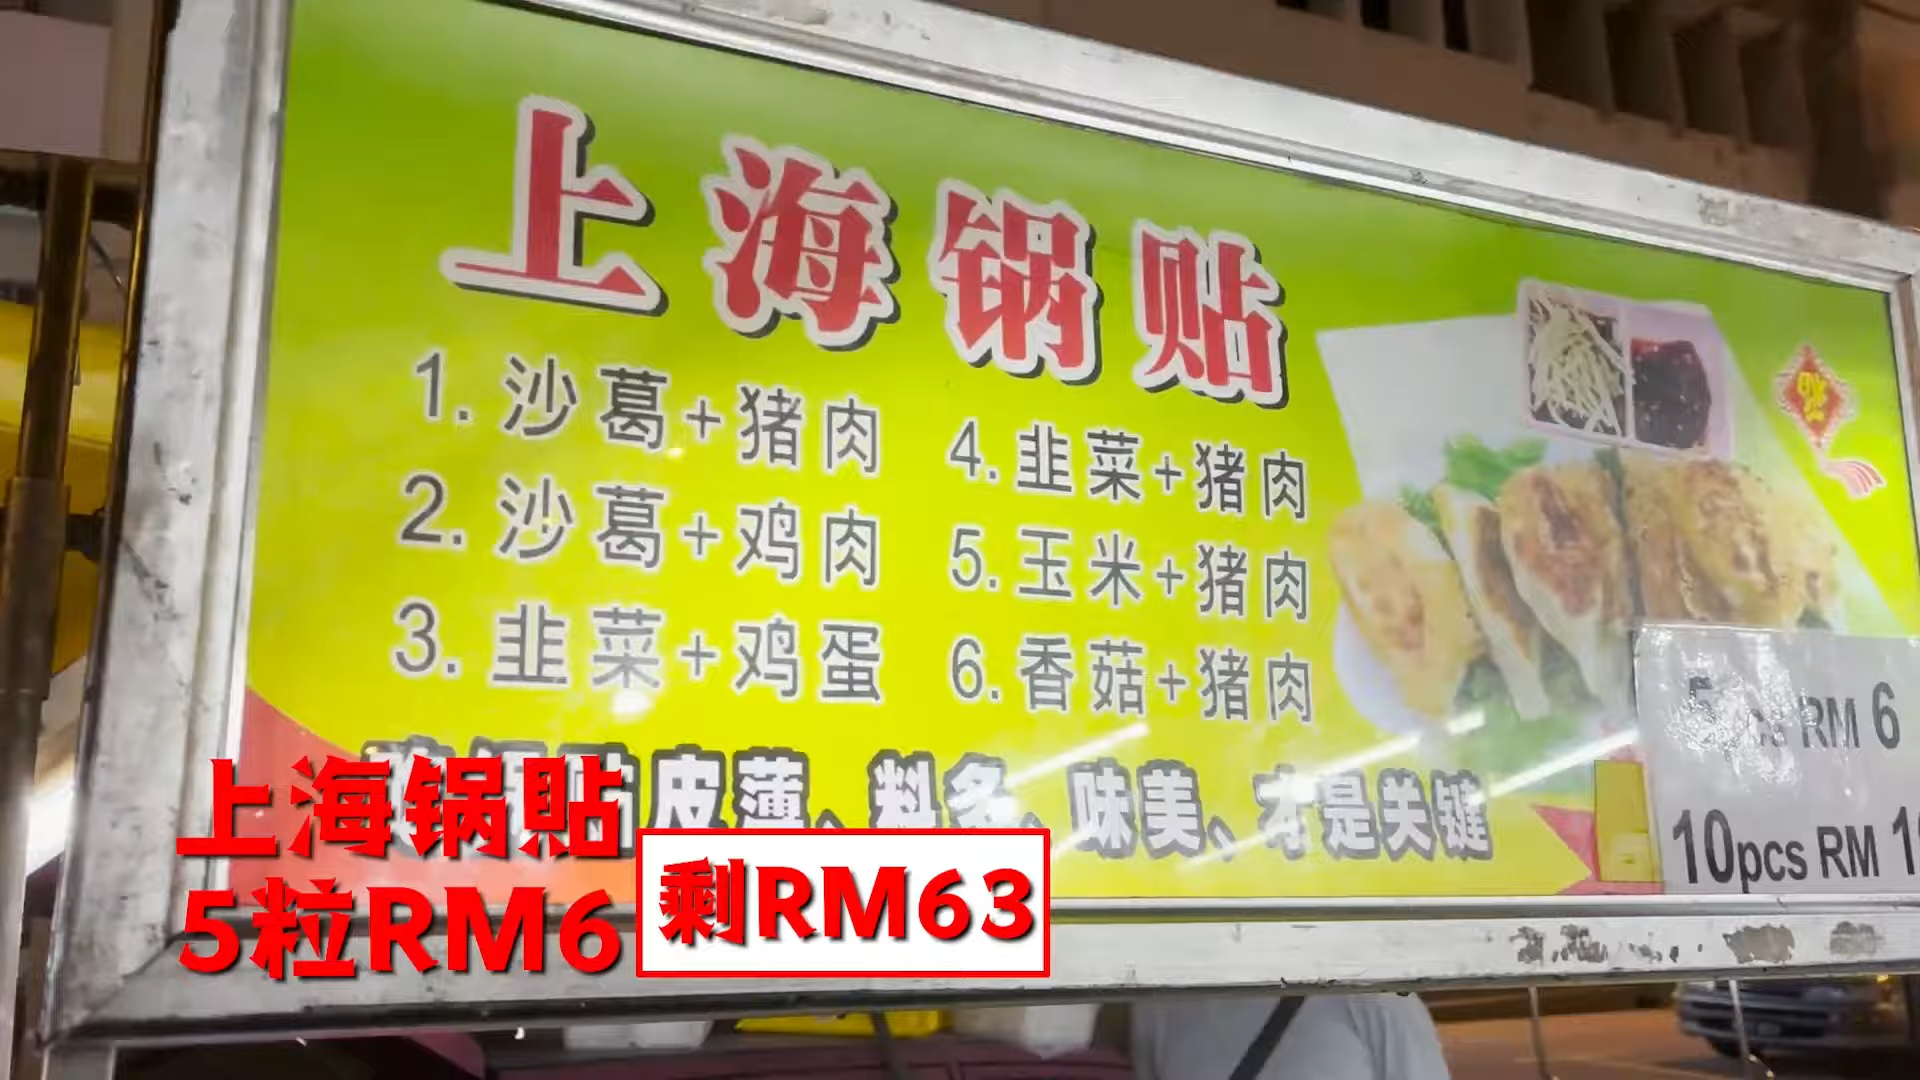 上海锅贴
1. 沙葛+猪肉
2. 沙葛+鸡肉
3. 韭菜+鸡蛋
4. 韭菜+猪肉
5. 玉米+猪肉
6. 香菇+猪肉
皮薄、料多、味美、才是关键
5pcs RM 6
10pcs RM
上海锅貼
5粒RM6
剩RM63